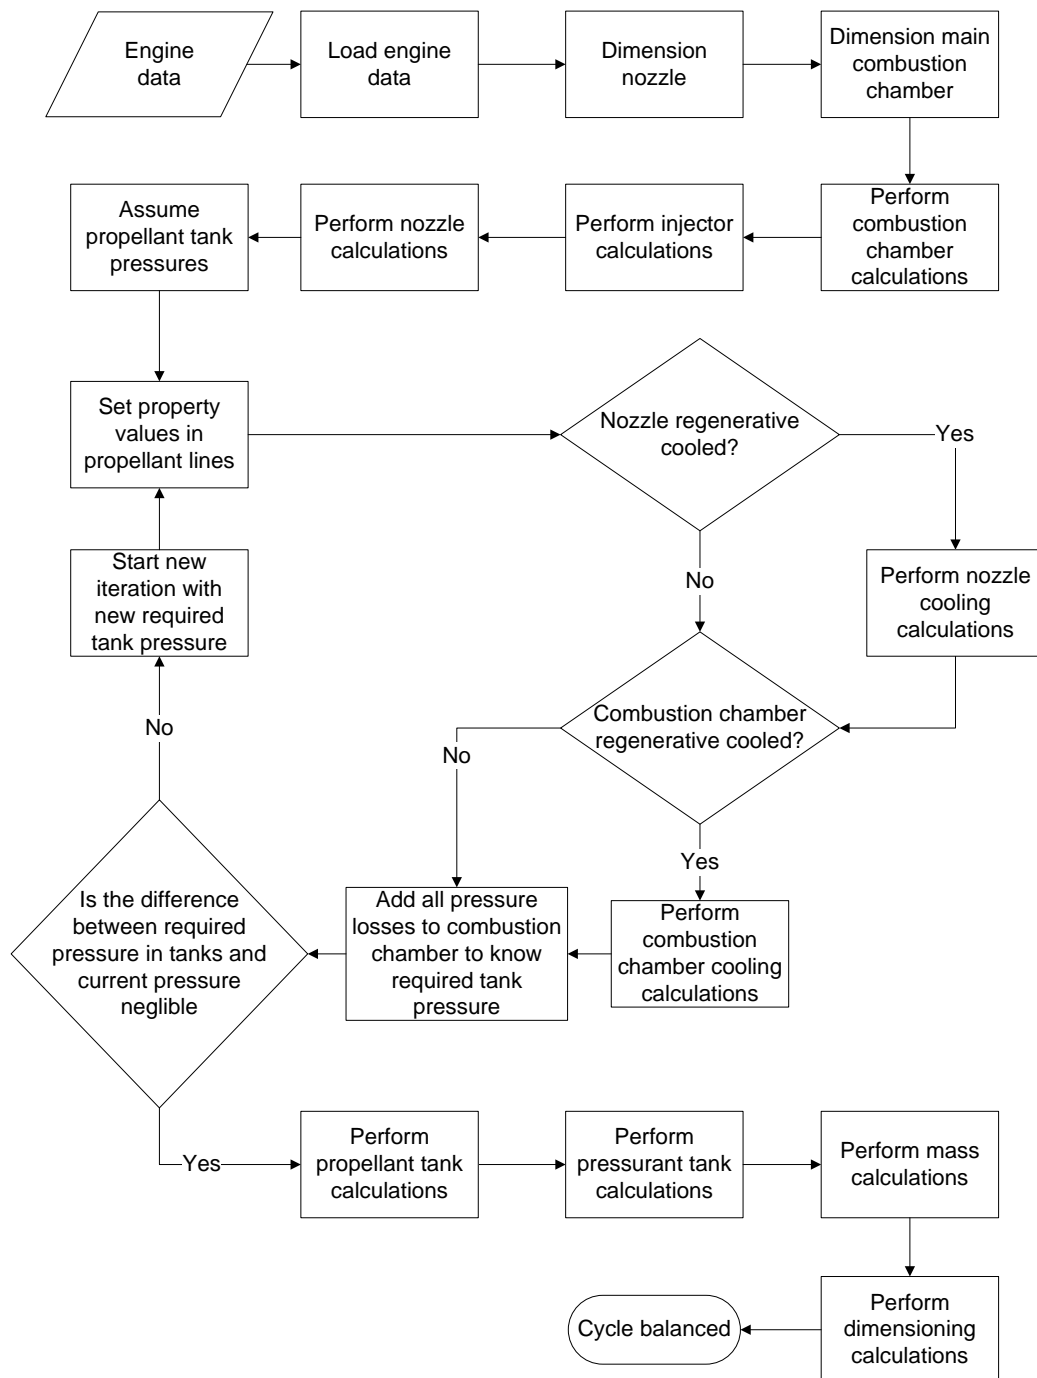 Engine
data
Load engine
data
Dimension
nozzle
Dimension main
combustion
chamber
Assume
propellant tank
pressures
Perform nozzle
calculations
Perform injector
calculations
Perform
combustion
chamber
calculations
Set property
values in
propellant lines
Nozzle regenerative
cooled?
Yes
No
Start new
iteration with
new required
tank pressure
Perform nozzle
cooling
calculations
No
Combustion chamber
regenerative cooled?
No
Yes
Is the difference
between required
pressure in tanks and
current pressure
neglible
Add all pressure
losses to combustion
chamber to know
required tank
pressure
Perform
combustion
chamber cooling
calculations
Yes
Perform
propellant tank
calculations
Perform
pressurant tank
calculations
Perform mass
calculations
Cycle balanced
Perform
dimensioning
calculations